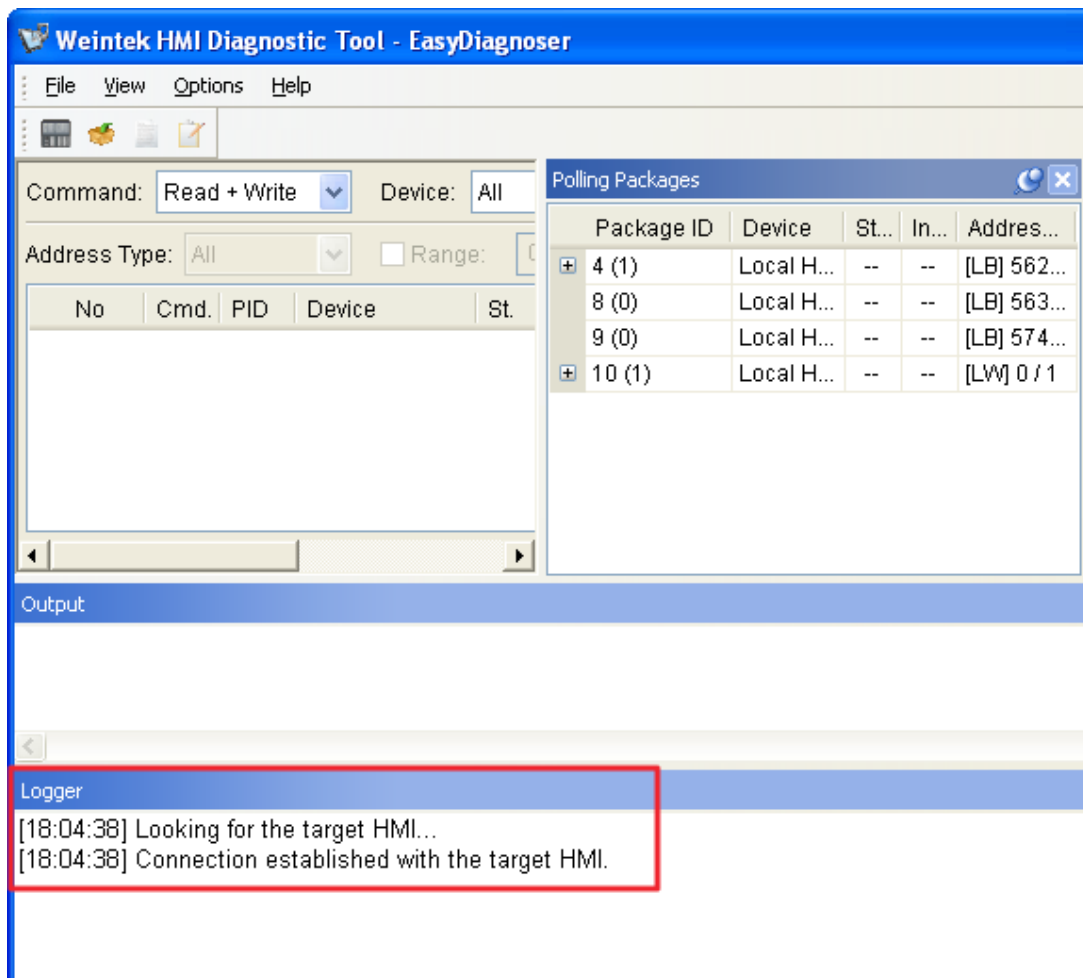 Weintek HMI Diagnostic Tool - EasyDiagnoser
File View Options Help
Command: Read + Write Device: All
Address Type: All Range: 0
No Cmd. PID Device St.
Polling Packages
Package ID Device St... In... Addres...
4 (1) Local H... -- -- [LB] 562...
8 (0) Local H... -- -- [LB] 563...
9 (0) Local H... -- -- [LB] 574...
10 (1) Local H... -- -- [LW] 0 / 1
Output
Logger
[18:04:38] Looking for the target HMI...
[18:04:38] Connection established with the target HMI.